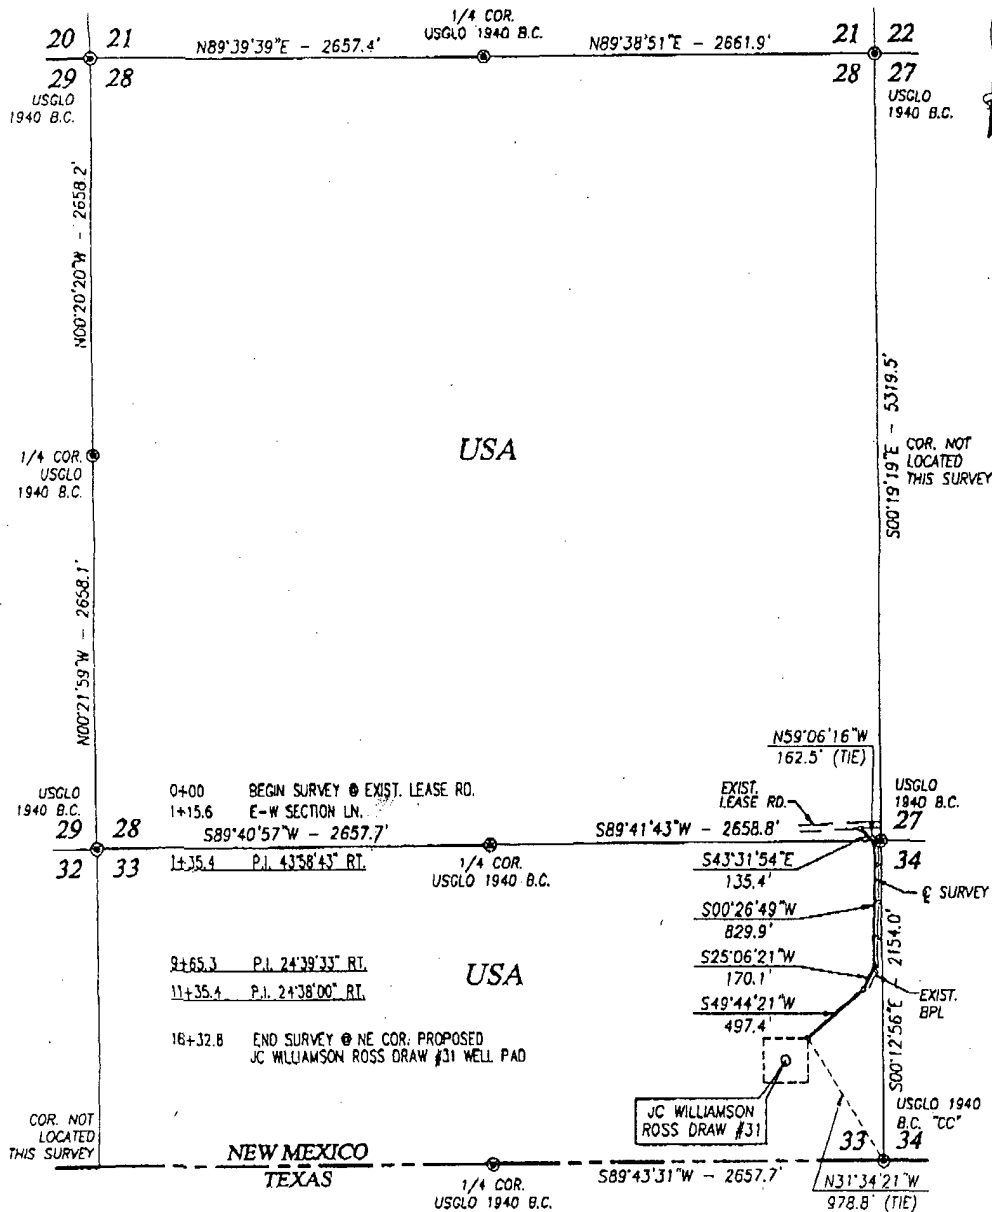 1/4 COR.
USGLO 1940 B.C.
20 21
N89°39'39"E - 2657.4'
N89°38'51"E - 2661.9'
21 22
29 28
28 27
USGLO
1940 B.C.
USGLO
1940 B.C.
N00°20'20"W - 2658.2'
S00°19'19"E - 5319.5'
USA
COR. NOT
LOCATED
THIS SURVEY
1/4 COR.
USGLO
1940 B.C.
N00°21'59"W - 2658.1'
N59°06'16"W
162.5' (TIE)
USGLO
1940 B.C.
0+00 BEGIN SURVEY @ EXIST. LEASE RD.
1+15.6 E-W SECTION LN.
EXIST.
LEASE RD.
USGLO
1940 B.C.
29 28
27
S89°40'57"W - 2657.7'
S89°41'43"W - 2658.8'
32 33
34
1+35.4 P.I. 43°58'43" RT.
1/4 COR.
USGLO 1940 B.C.
S43°31'54"E
135.4'
℄ SURVEY
S00°26'49"W
829.9'
9+65.3 P.I. 24°39'33" RT.
11+35.4 P.I. 24°38'00" RT.
USA
S25°06'21"W
170.1'
S00°12'56"E - 2154.0'
EXIST.
BPL
S49°44'21"W
497.4'
16+32.8 END SURVEY @ NE COR. PROPOSED
JC WILLIAMSON ROSS DRAW #31 WELL PAD
JC WILLIAMSON
ROSS DRAW #31
USGLO 1940
B.C. "CC"
COR. NOT
LOCATED
THIS SURVEY
33 34
NEW MEXICO
TEXAS
S89°43'31"W - 2657.7'
1/4 COR.
USGLO 1940 B.C.
N31°34'21"W
978.8' (TIE)